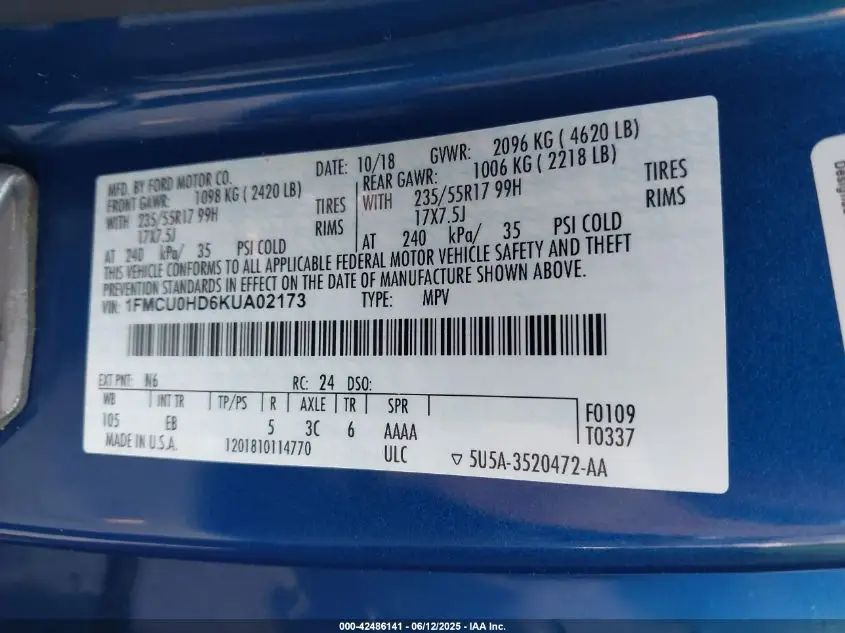 MFD. BY FORD MOTOR CO. DATE: 10/18 GVWR: 2096 KG ( 4620 LB)
FRONT GAWR: 1098 KG ( 2420 LB) REAR GAWR: 1006 KG ( 2218 LB)
WITH 235/55R17 99H TIRES WITH 235/55R17 99H TIRES
17X7.5J RIMS 17X7.5J RIMS
AT 240 kPa/ 35 PSI COLD AT 240 kPa/ 35 PSI COLD
THIS VEHICLE CONFORMS TO ALL APPLICABLE FEDERAL MOTOR VEHICLE SAFETY AND THEFT
PREVENTION STANDARDS IN EFFECT ON THE DATE OF MANUFACTURE SHOWN ABOVE.
VIN: 1FMCU0HD6KUA02173 TYPE: MPV
EXT PNT: N6 RC: 24 DSO:
WB INT TR TP/PS R AXLE TR SPR F0109
105 EB 5 3C 6 AAAA T0337
MADE IN U.S.A. 1201810114770 ULC ▽ 5U5A-3520472-AA
000-42486141 - 06/12/2025 - IAA Inc.